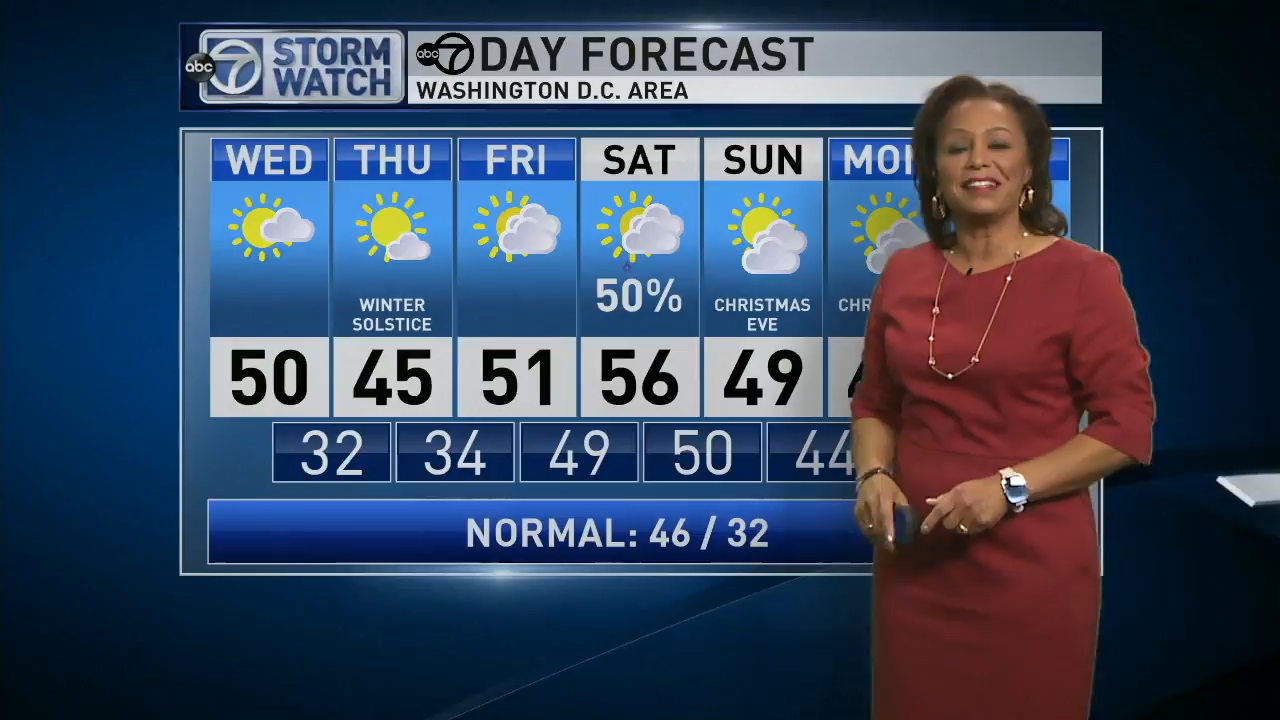 abc 7 STORM WATCH
abc 7 DAY FORECAST
WASHINGTON D.C. AREA
WED THU FRI SAT SUN
50%
WINTER SOLSTICE
CHRISTMAS EVE
50 45 51 56 49
32 34 49 50 44
NORMAL: 46 / 32